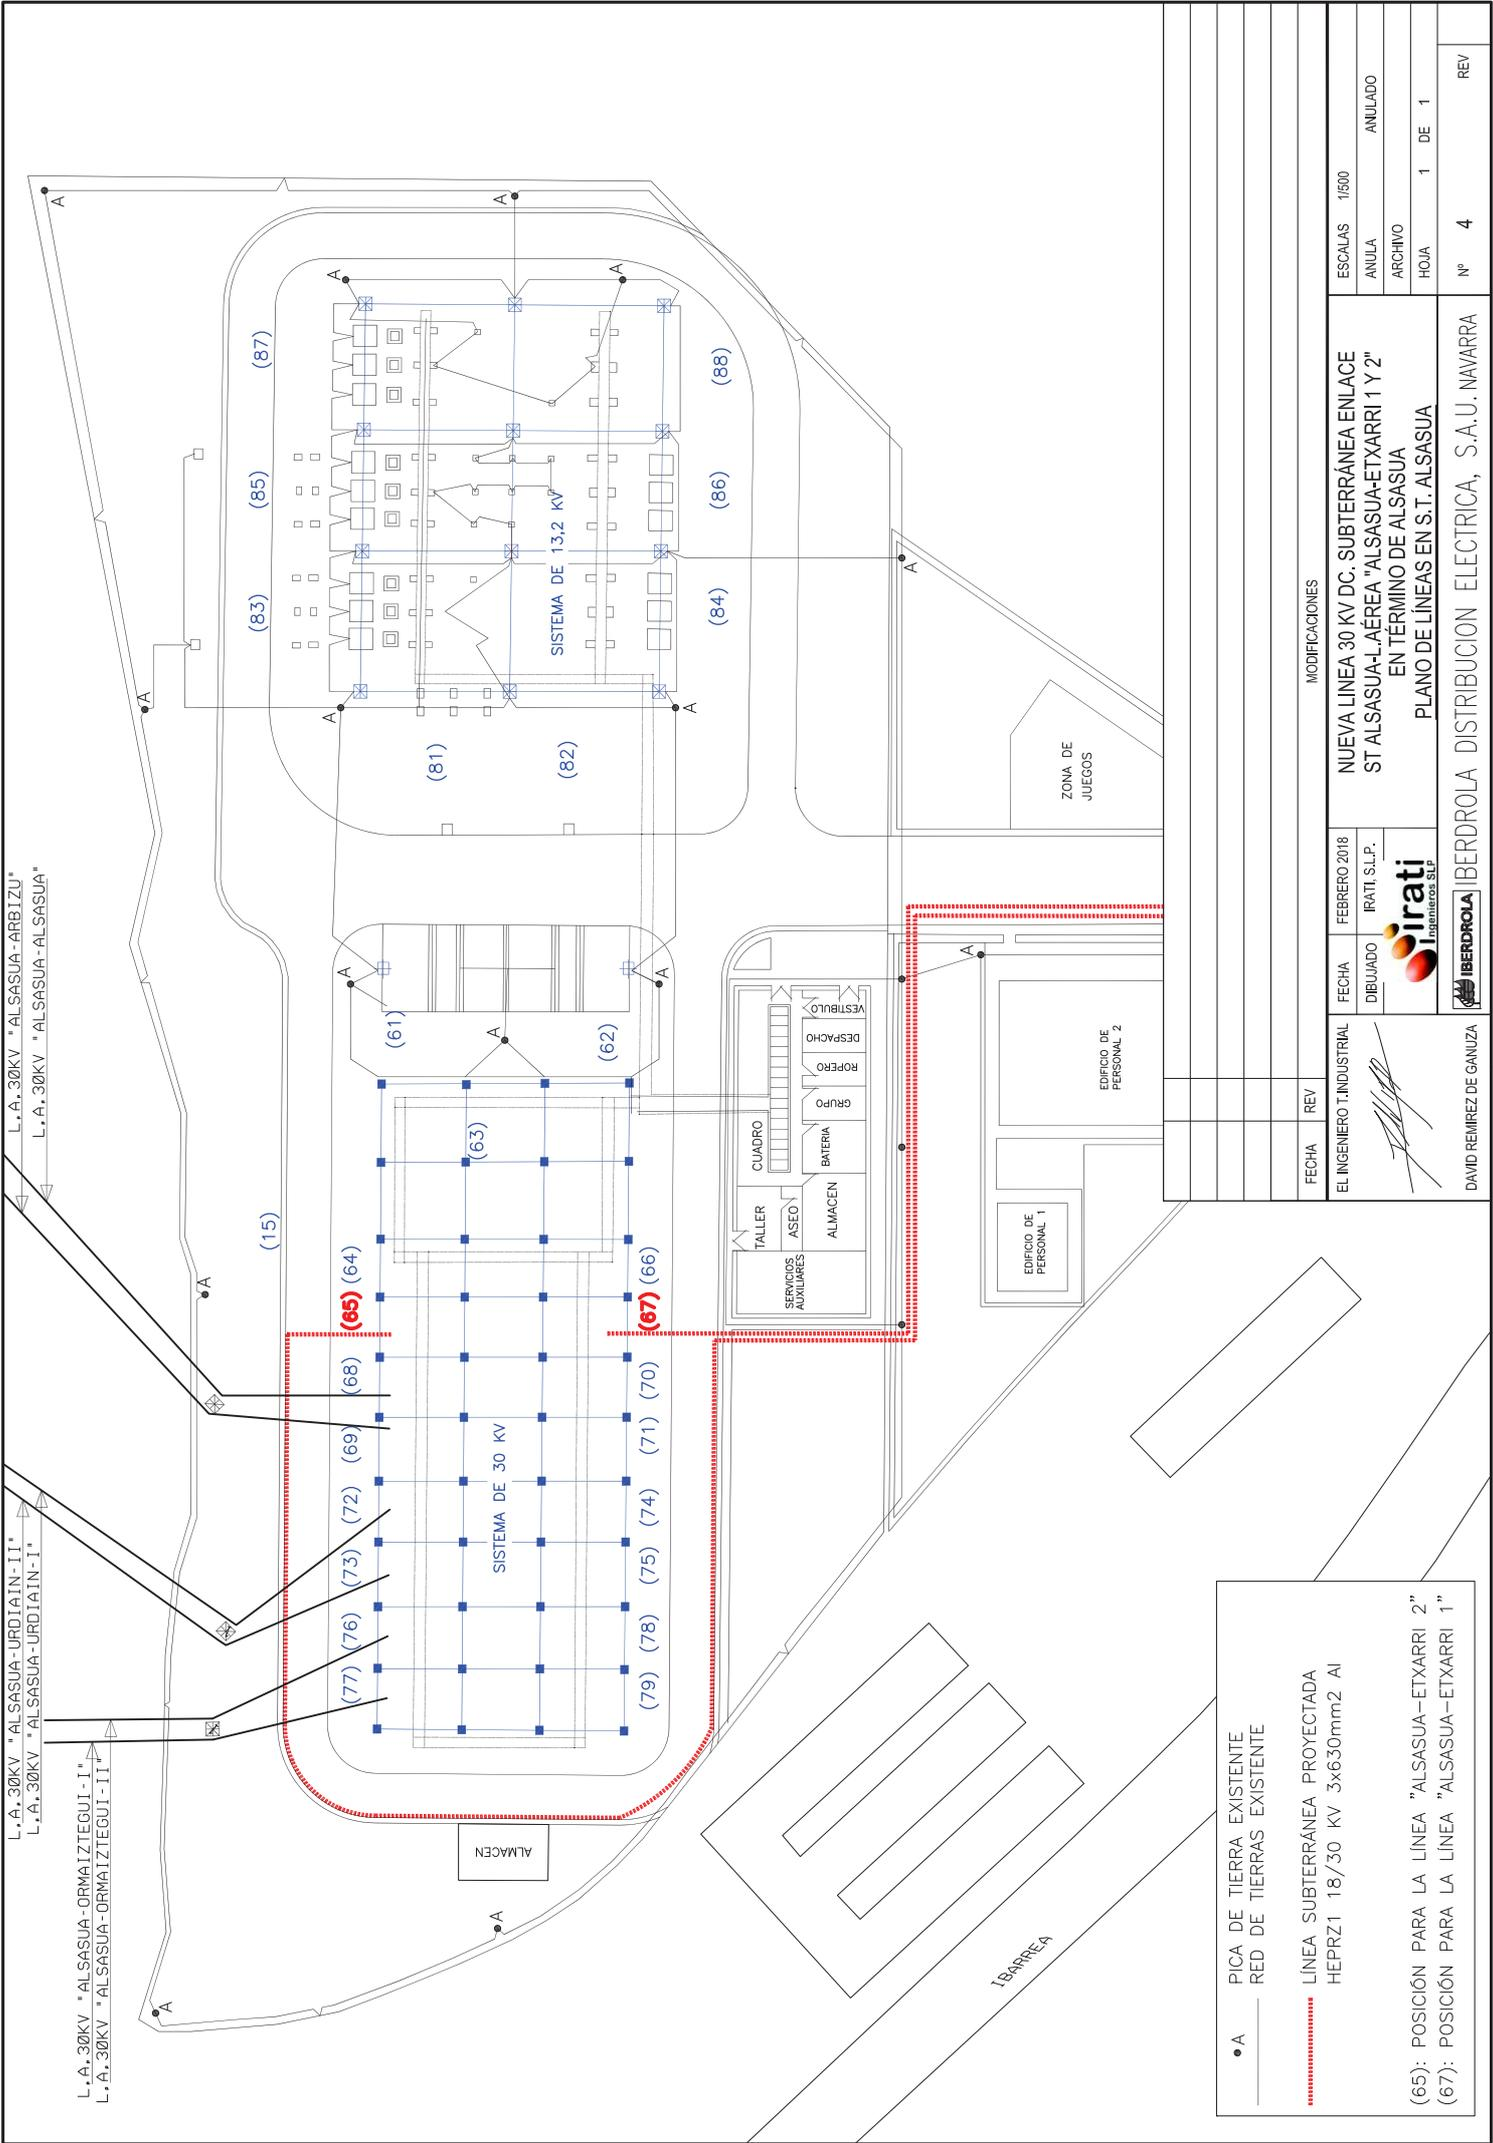 L.A.30KV "ALSASUA-ORMAIZTEGUI-I"
L.A.30KV "ALSASUA-ORMAIZTEGUI-II"
L.A.30KV "ALSASUA-URDIAIN-II"
L.A.30KV "ALSASUA-URDIAIN-I"
L.A.30KV "ALSASUA-ARBIZU"
L.A.30KV "ALSASUA-ALSASUA"
A
A
A
A
A
(15)
(83)
(85)
(87)
A
A
(77)
(76)
(73)
(72)
(69)
(68)
(65)
(64)
(61)
A
A
(81)
A
A
SISTEMA DE 30 KV
(63)
A
SISTEMA DE 13,2 KV
(82)
ALMACEN
A
(79)
(78)
(75)
(74)
(71)
(70)
(67)
(66)
(62)
A
A
A
(84)
(86)
(88)
SERVICIOS
AUXILIARES
TALLER
ASEO
ALMACEN
CUADRO
BATERIA
GRUPO
ROPERO
DESPACHO
VESTIBULO
A
A
EDIFICIO DE
PERSONAL 1
EDIFICIO DE
PERSONAL 2
ZONA DE
JUEGOS
IBARREA
A
PICA DE TIERRA EXISTENTE
RED DE TIERRAS EXISTENTE
LÍNEA SUBTERRÁNEA PROYECTADA
HEPRZ1 18/30 KV 3x630mm2 Al
(65): POSICIÓN PARA LA LÍNEA "ALSASUA-ETXARRI 2"
(67): POSICIÓN PARA LA LÍNEA "ALSASUA-ETXARRI 1"
FECHA
REV
MODIFICACIONES
EL INGENIERO T.INDUSTRIAL
DAVID REMIREZ DE GANUZA
FECHA
FEBRERO 2018
DIBUJADO
IRATI, S.L.P.
irati
Ingenieros SLP
NUEVA LINEA 30 KV DC. SUBTERRÁNEA ENLACE
ST ALSASUA-L.AÉREA "ALSASUA-ETXARRI 1 Y 2"
EN TÉRMINO DE ALSASUA
PLANO DE LÍNEAS EN S.T. ALSASUA
IBERDROLA
IBERDROLA DISTRIBUCION ELECTRICA, S.A.U. NAVARRA
ESCALAS 1/500
ANULA
ANULADO
ARCHIVO
HOJA 1 DE 1
Nº 4
REV